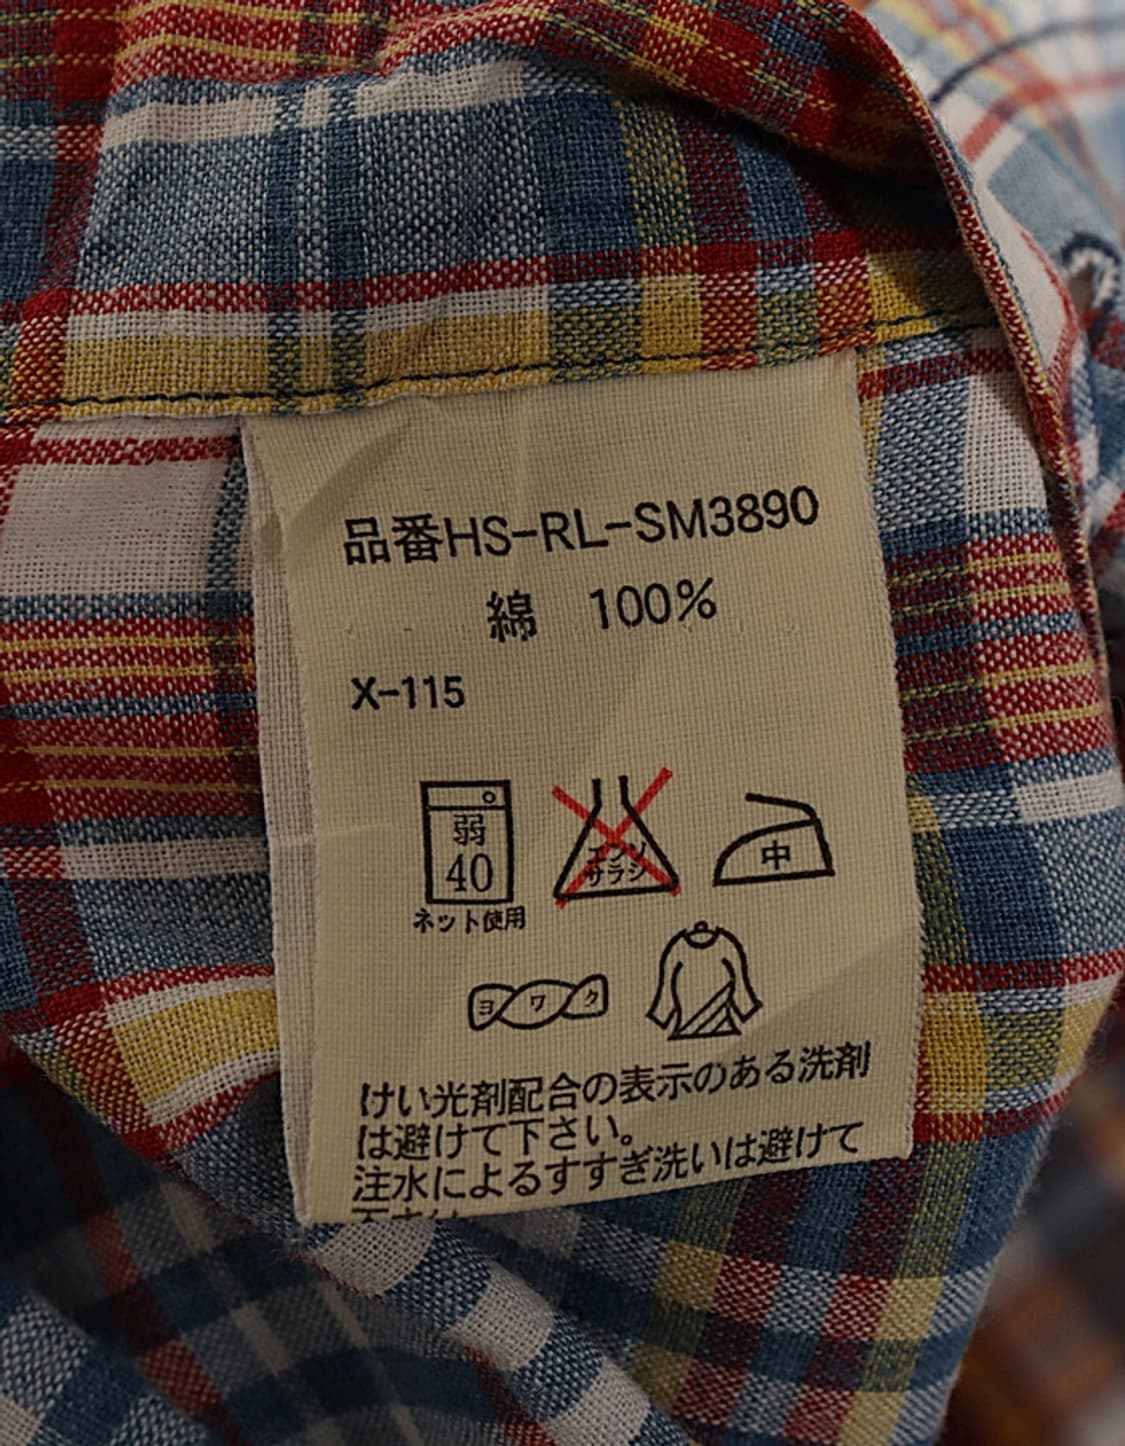 品番HS-RL-SM3890
綿 100%
X-115
弱
40
ネット使用
エンソ
サラシ
中
ヨ ワ ク
けい光剤配合の表示のある洗剤
は避けて下さい。
注水によるすすぎ洗いは避けて